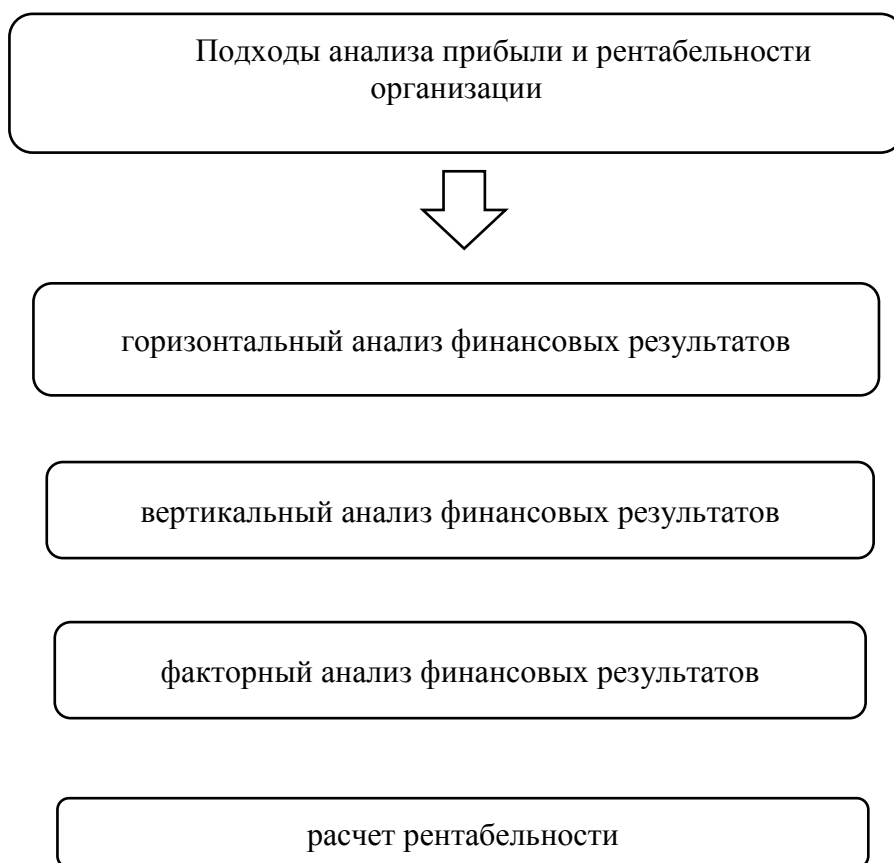 Подходы анализа прибыли и рентабельности
организации
горизонтальный анализ финансовых результатов
вертикальный анализ финансовых результатов
факторный анализ финансовых результатов
расчет рентабельности